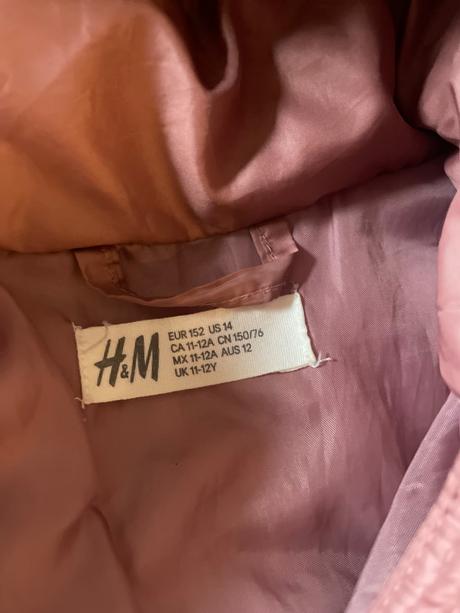 H&M
EUR 152 US 14
CA 11-12A CN 150/76
MX 11-12A AUS 12
UK 11-12Y